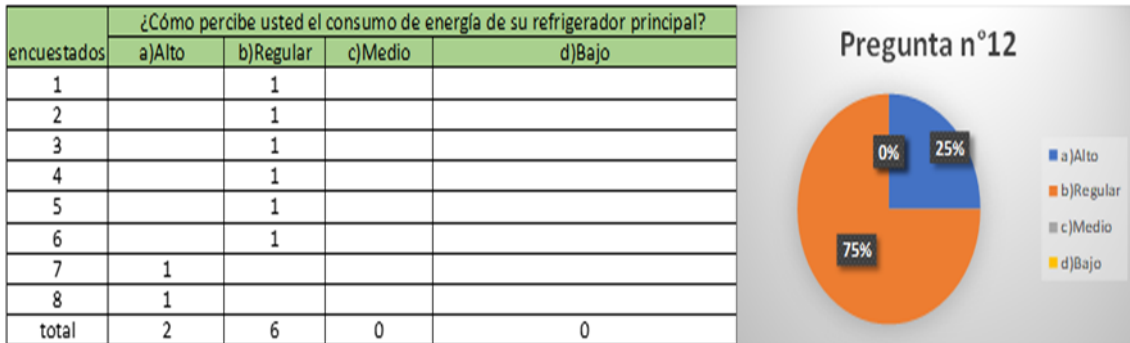 ¿Cómo percibe usted el consumo de energía de su refrigerador principal?
encuestados a)Alto b)Regular c)Medio d)Bajo
1 1
2 1
3 1
4 1
5 1
6 1
7 1
8 1
total 2 6 0 0
Pregunta n°12
0% 25%
75%
a)Alto
b)Regular
c)Medio
d)Bajo